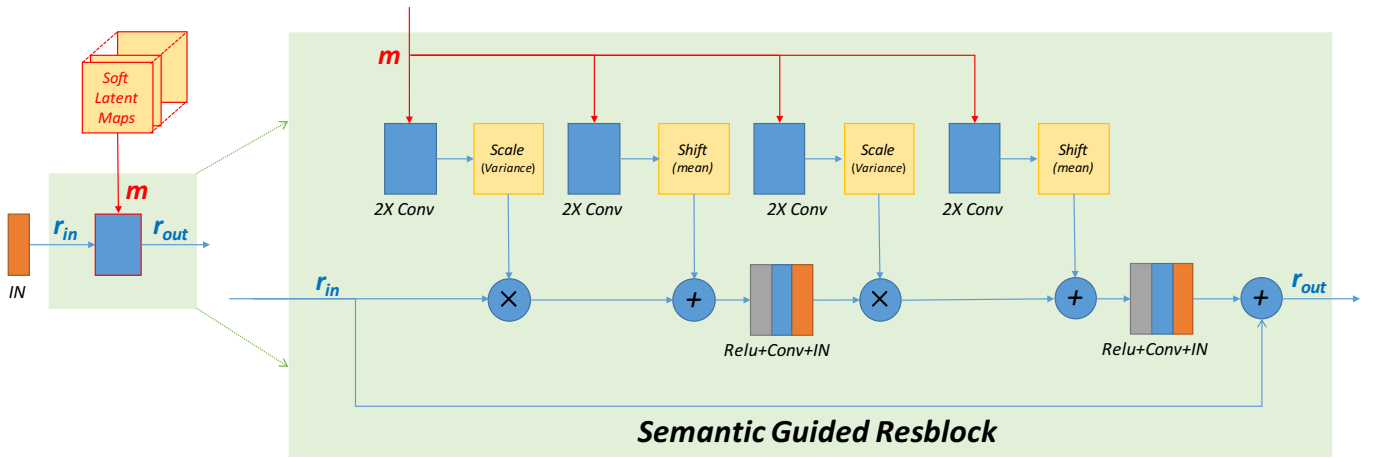 Soft
Latent
Maps
m
r_in
r_out
IN
m
Scale
(Variance)
Shift
(mean)
Scale
(Variance)
Shift
(mean)
2X Conv
2X Conv
2X Conv
2X Conv
r_in
×
+
×
+
+
r_out
Relu+Conv+IN
Relu+Conv+IN
Semantic Guided Resblock